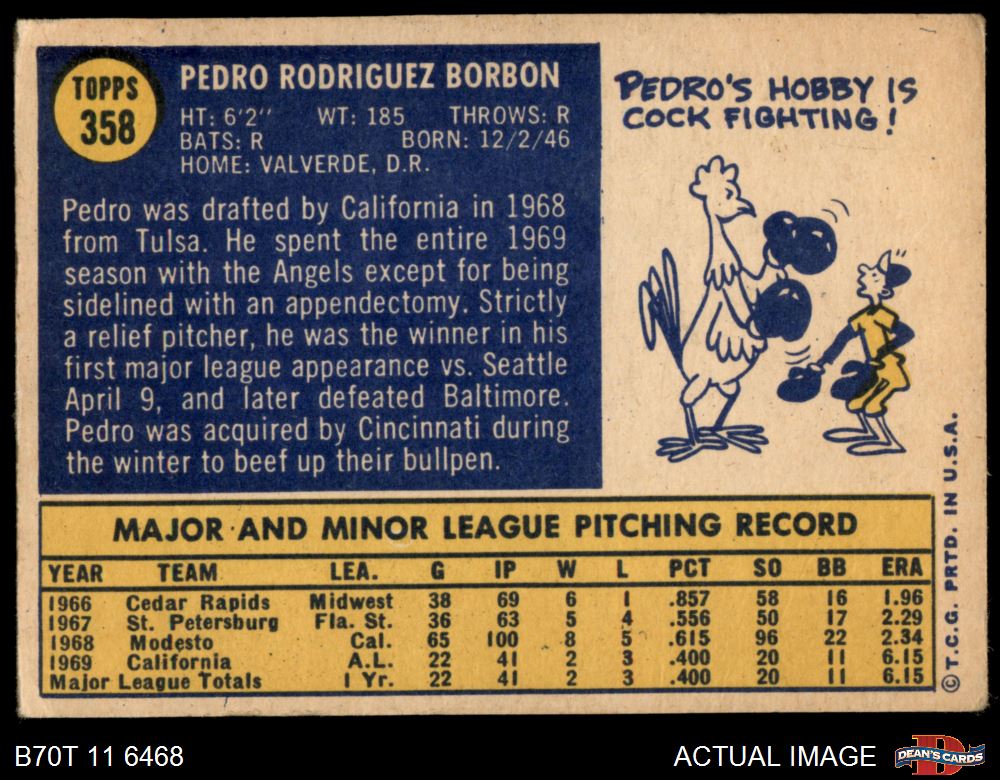 TOPPS
358
PEDRO RODRIGUEZ BORBON
HT: 6'2" WT: 185 THROWS: R
BATS: R BORN: 12/2/46
HOME: VALVERDE, D.R.
Pedro was drafted by California in 1968
from Tulsa. He spent the entire 1969
season with the Angels except for being
sidelined with an appendectomy. Strictly
a relief pitcher, he was the winner in his
first major league appearance vs. Seattle
April 9, and later defeated Baltimore.
Pedro was acquired by Cincinnati during
the winter to beef up their bullpen.
PEDRO'S HOBBY IS
COCK FIGHTING!
MAJOR AND MINOR LEAGUE PITCHING RECORD
YEAR TEAM LEA. G IP W L PCT SO BB ERA
1966 Cedar Rapids Midwest 38 69 6 1 .857 58 16 1.96
1967 St. Petersburg Fla. St. 36 63 5 4 .556 50 17 2.29
1968 Modesto Cal. 65 100 8 5 .615 96 22 2.34
1969 California A.L. 22 41 2 3 .400 20 11 6.15
Major League Totals 1 Yr. 22 41 2 3 .400 20 11 6.15
©T.C.G. PRTD. IN U.S.A.
B70T 11 6468
ACTUAL IMAGE
DEAN'S CARDS